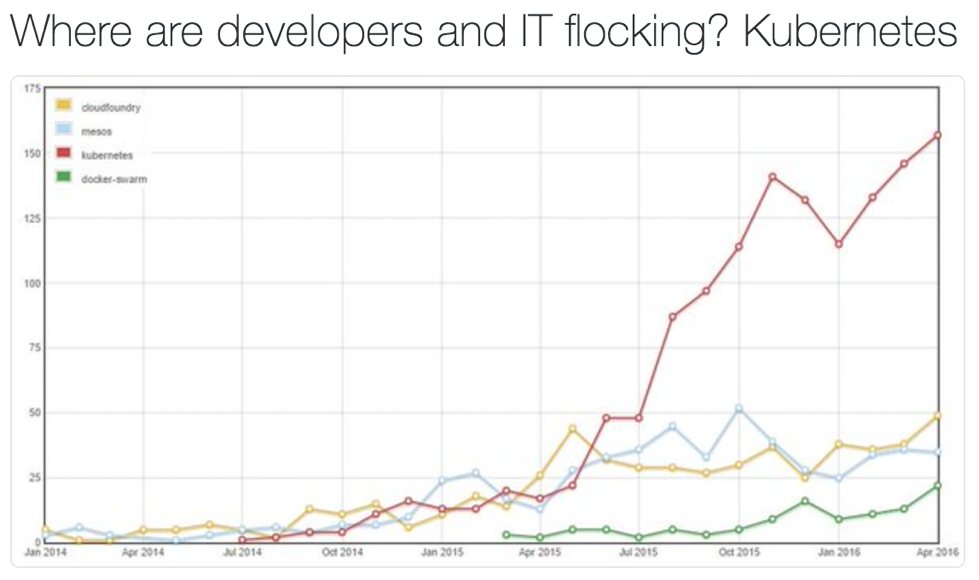 Where are developers and IT flocking? Kubernetes
175
cloudfoundry
mesos
150
kubernetes
docker-swarm
125
100
75
50
25
0
Jan 2014 Apr 2014 Jul 2014 Oct 2014 Jan 2015 Apr 2015 Jul 2015 Oct 2015 Jan 2016 Apr 2016